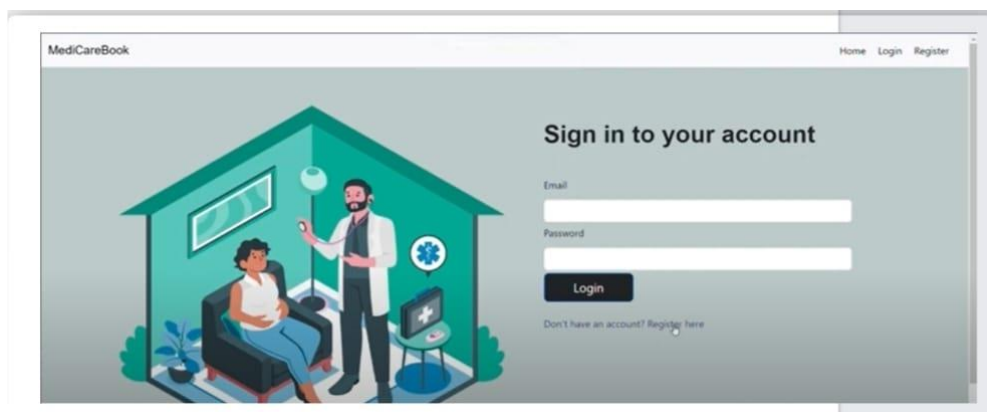 MediCareBook
Home Login Register
Sign in to your account
Email
Password
Login
Don't have an account? Register here